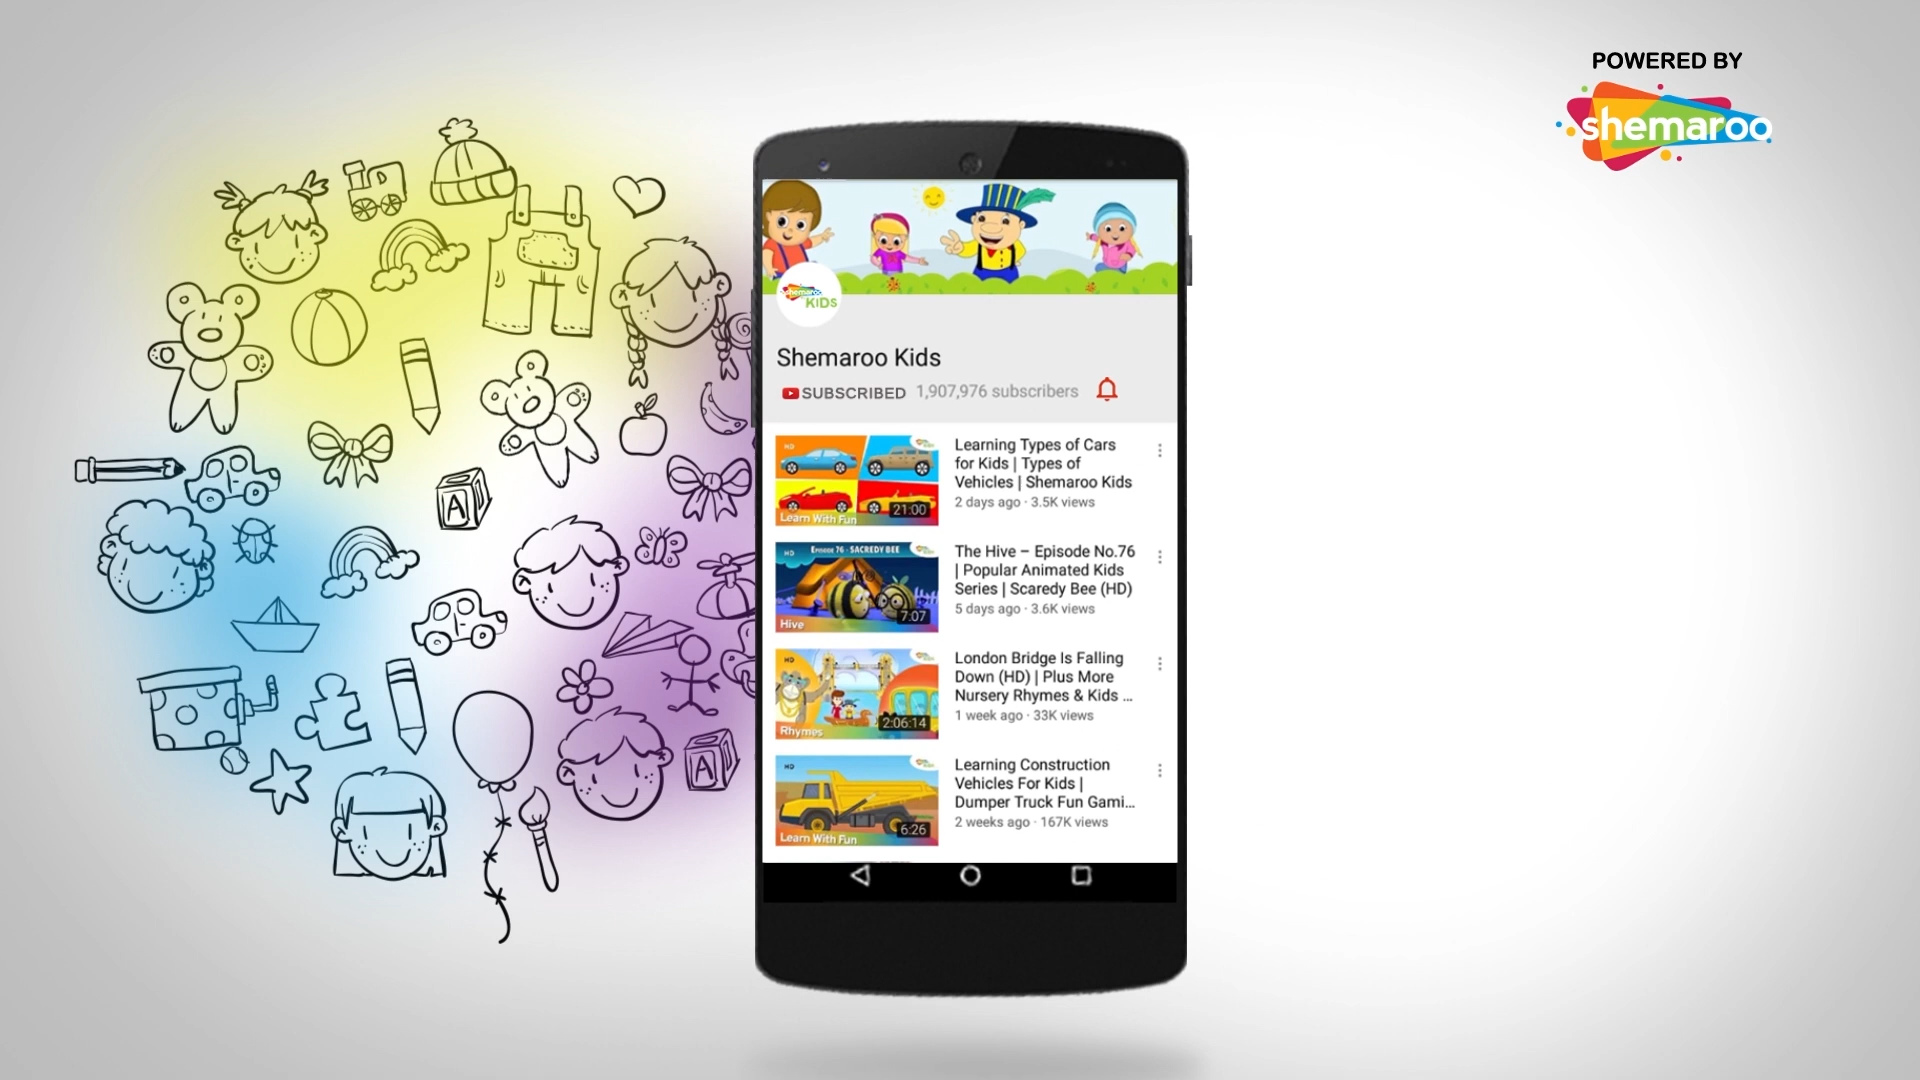 POWERED BY
shemaroo
shemaroo
KIDS
Shemaroo Kids
SUBSCRIBED 1,907,976 subscribers
HD
Learn With Fun
21:00
Learning Types of Cars
for Kids | Types of
Vehicles | Shemaroo Kids
2 days ago · 3.5K views
HD
EPISODE 76 - SACREDY BEE
Hive
7:07
The Hive – Episode No.76
| Popular Animated Kids
Series | Scaredy Bee (HD)
5 days ago · 3.6K views
HD
Rhymes
2:06:14
London Bridge Is Falling
Down (HD) | Plus More
Nursery Rhymes & Kids ...
1 week ago · 33K views
HD
Learn With Fun
6:26
Learning Construction
Vehicles For Kids |
Dumper Truck Fun Gami...
2 weeks ago · 167K views
A
A